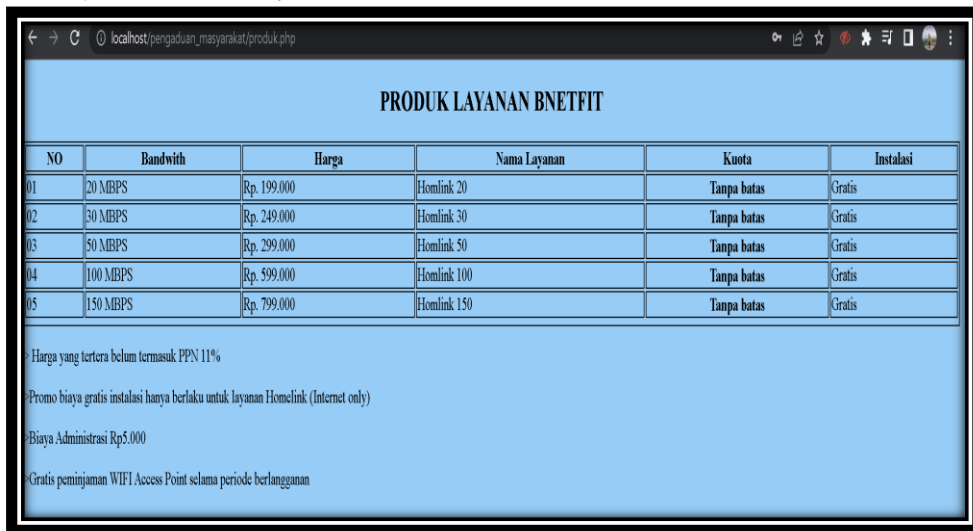 localhost/pengaduan_masyarakat/produk.php
PRODUK LAYANAN BNETFIT
NO Bandwith Harga Nama Layanan Kuota Instalasi
01 20 MBPS Rp. 199.000 Homlink 20 Tanpa batas Gratis
02 30 MBPS Rp. 249.000 Homlink 30 Tanpa batas Gratis
03 50 MBPS Rp. 299.000 Homlink 50 Tanpa batas Gratis
04 100 MBPS Rp. 599.000 Homlink 100 Tanpa batas Gratis
05 150 MBPS Rp. 799.000 Homlink 150 Tanpa batas Gratis
> Harga yang tertera belum termasuk PPN 11%
>Promo biaya gratis instalasi hanya berlaku untuk layanan Homelink (Internet only)
>Biaya Administrasi Rp5.000
>Gratis peminjaman WIFI Access Point selama periode berlangganan